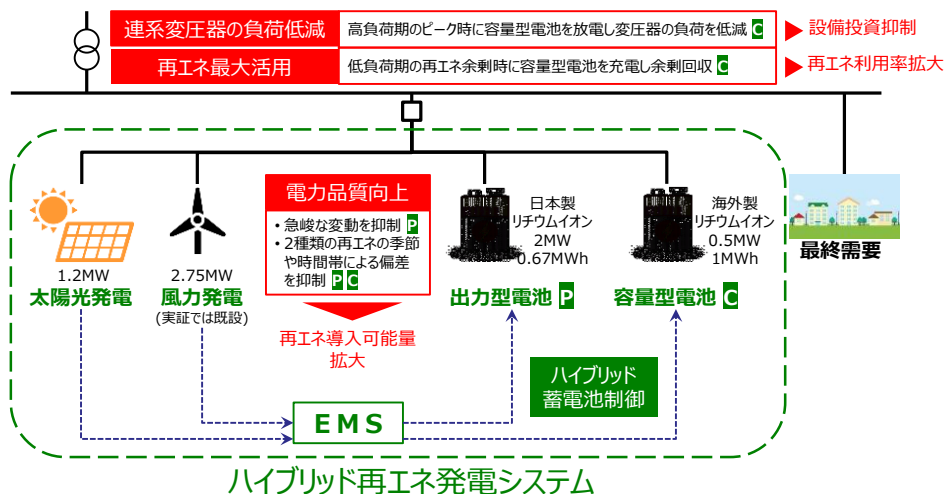 連系変圧器の負荷低減
高負荷期のピーク時に容量型電池を放電し変圧器の負荷を低減 C
設備投資抑制
再エネ最大活用
低負荷期の再エネ余剰時に容量型電池を充電し余剰回収 C
再エネ利用率拡大
1.2MW
太陽光発電
2.75MW
風力発電
(実証では既設)
電力品質向上
・急峻な変動を抑制 P
・2種類の再エネの季節
や時間帯による偏差
を抑制 P C
再エネ導入可能量
拡大
日本製
リチウムイオン
2MW
0.67MWh
出力型電池 P
海外製
リチウムイオン
0.5MW
1MWh
容量型電池 C
最終需要
ハイブリッド
蓄電池制御
EMS
ハイブリッド再エネ発電システム